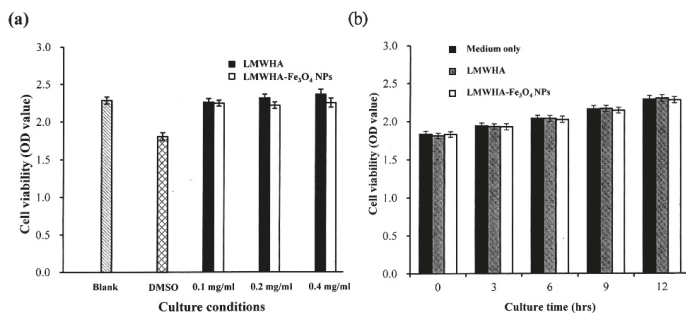 (a)
Cell viability (OD value)
3.0
2.5
2.0
1.5
1.0
0.5
0.0
LMWHA
LMWHA-Fe₃O₄ NPs
Blank DMSO 0.1 mg/ml 0.2 mg/ml 0.4 mg/ml
Culture conditions
(b)
Cell viability (OD value)
3.0
2.5
2.0
1.5
1.0
0.5
0.0
Medium only
LMWHA
LMWHA-Fe₃O₄ NPs
0 3 6 9 12
Culture time (hrs)